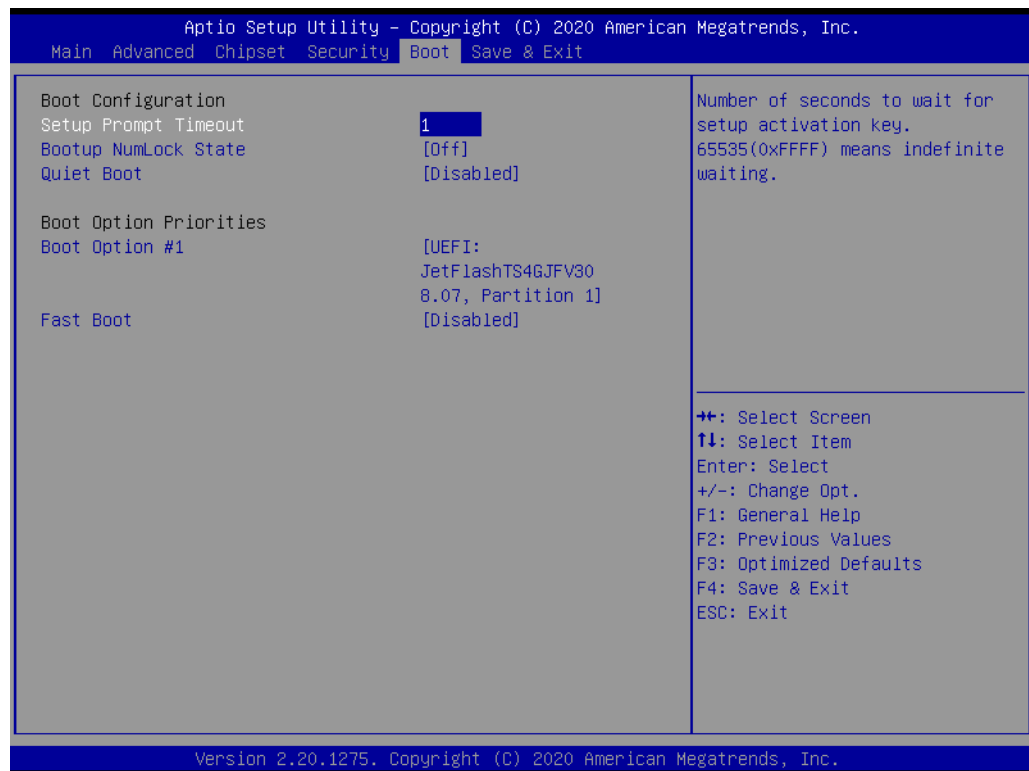 Aptio Setup Utility – Copyright (C) 2020 American Megatrends, Inc.
Main Advanced Chipset Security Boot Save & Exit
Boot Configuration
Setup Prompt Timeout 1
Bootup NumLock State [Off]
Quiet Boot [Disabled]
Boot Option Priorities
Boot Option #1 [UEFI:
JetFlashTS4GJFV30
8.07, Partition 1]
Fast Boot [Disabled]
Number of seconds to wait for
setup activation key.
65535(0xFFFF) means indefinite
waiting.
→←: Select Screen
↑↓: Select Item
Enter: Select
+/-: Change Opt.
F1: General Help
F2: Previous Values
F3: Optimized Defaults
F4: Save & Exit
ESC: Exit
Version 2.20.1275. Copyright (C) 2020 American Megatrends, Inc.